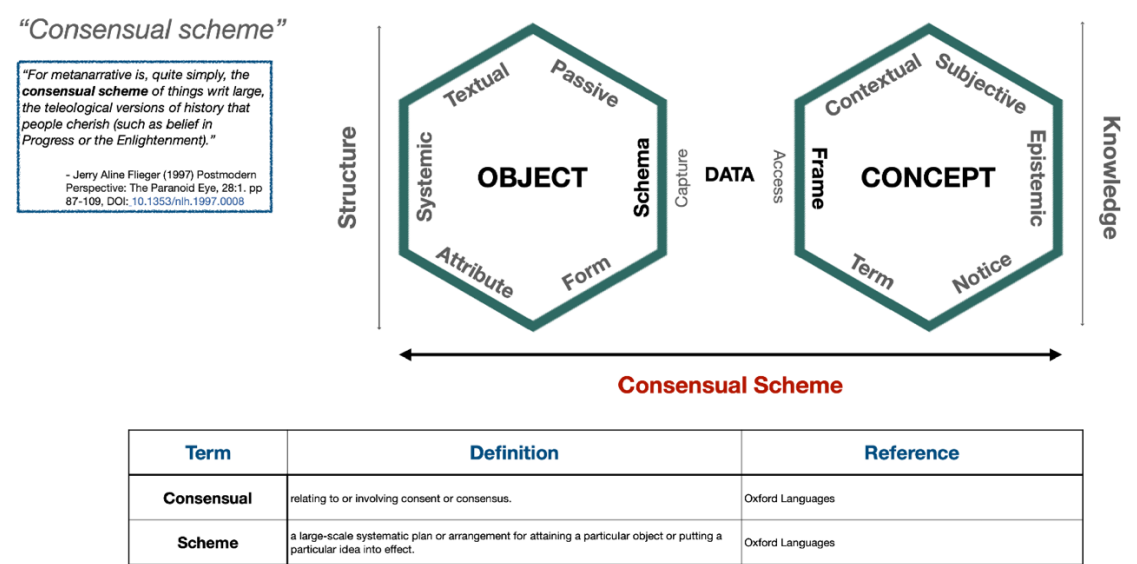 “Consensual scheme”
“For metanarrative is, quite simply, the
consensual scheme of things writ large,
the teleological versions of history that
people cherish (such as belief in
Progress or the Enlightenment).”
- Jerry Aline Flieger (1997) Postmodern
Perspective: The Paranoid Eye, 28:1. pp
87-109, DOI: 10.1353/nlh.1997.0008
Structure
Textual
Passive
Systemic
OBJECT
Schema
Attribute
Form
Capture
DATA
Access
Contextual
Subjective
Frame
CONCEPT
Epistemic
Term
Notice
Knowledge
Consensual Scheme
Term
Definition
Reference
Consensual
relating to or involving consent or consensus.
Oxford Languages
Scheme
a large-scale systematic plan or arrangement for attaining a particular object or putting a
particular idea into effect.
Oxford Languages